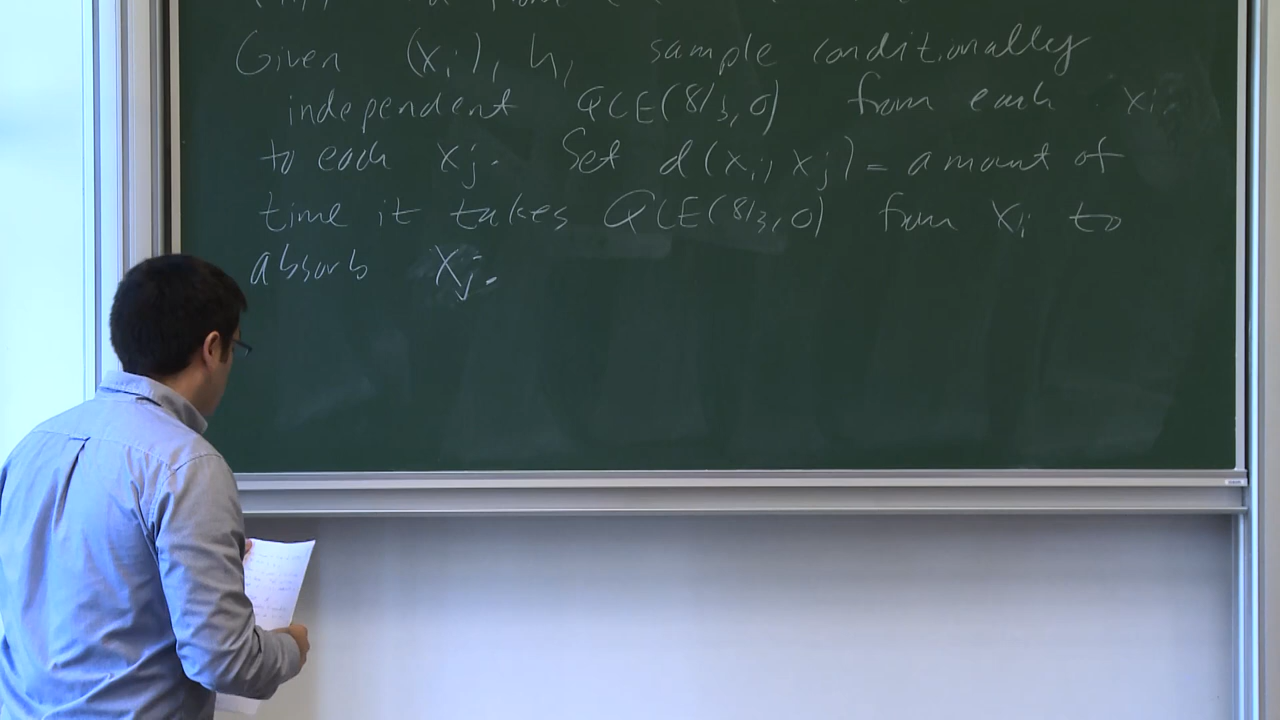 Given (x_i), h, sample conditionally
independent QLE(8/3,0) from each x_i
to each x_j. Set d(x_i, x_j) = amount of
time it takes QLE(8/3,0) from x_i to
absorb x_j.